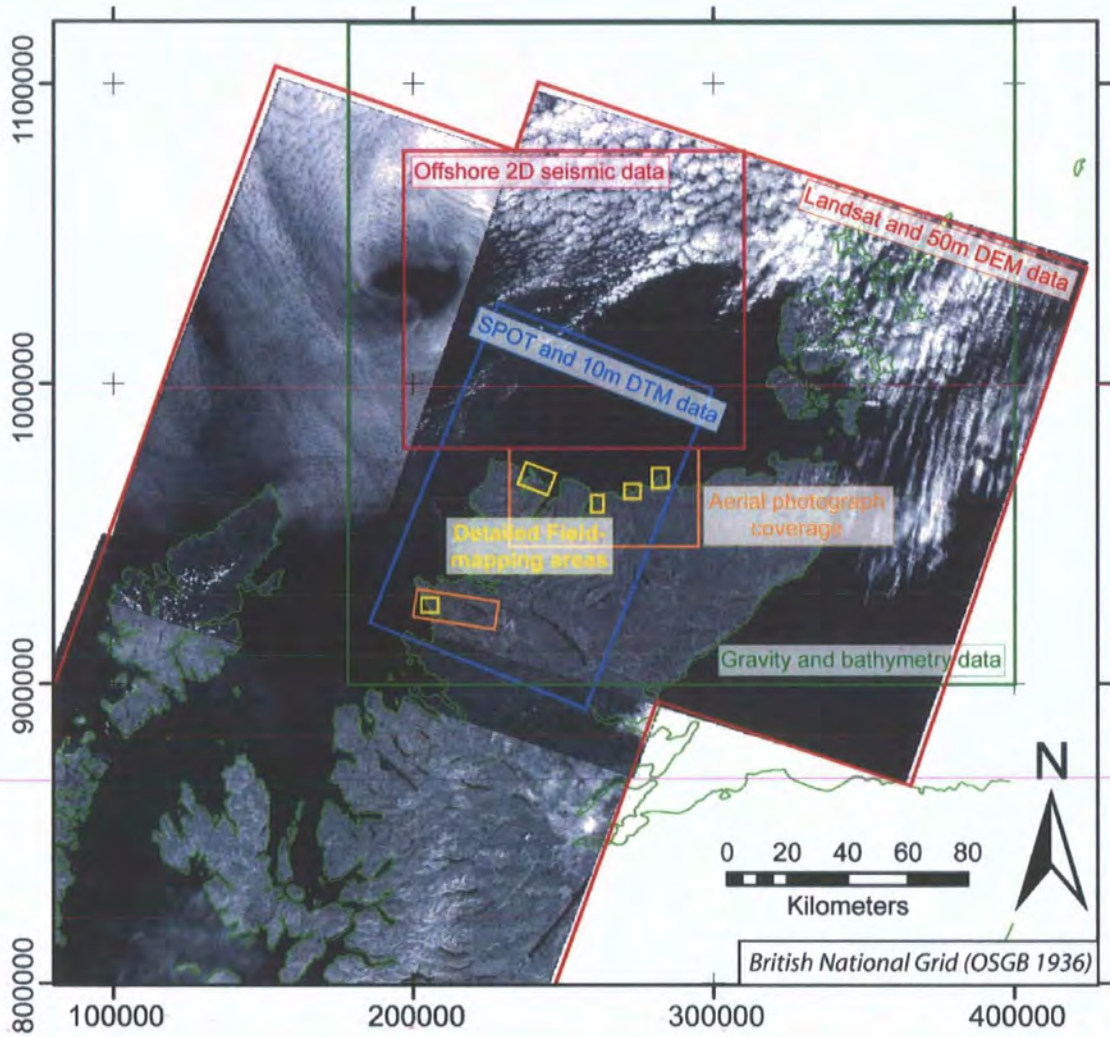 1100000
1000000
900000
800000
Offshore 2D seismic data
Landsat and 50m DEM data
SPOT and 10m DTM data
Aerial photograph
coverage
Detailed Field-
mapping areas
Gravity and bathymetry data
N
0 20 40 60 80
Kilometers
British National Grid (OSGB 1936)
100000 200000 300000 400000